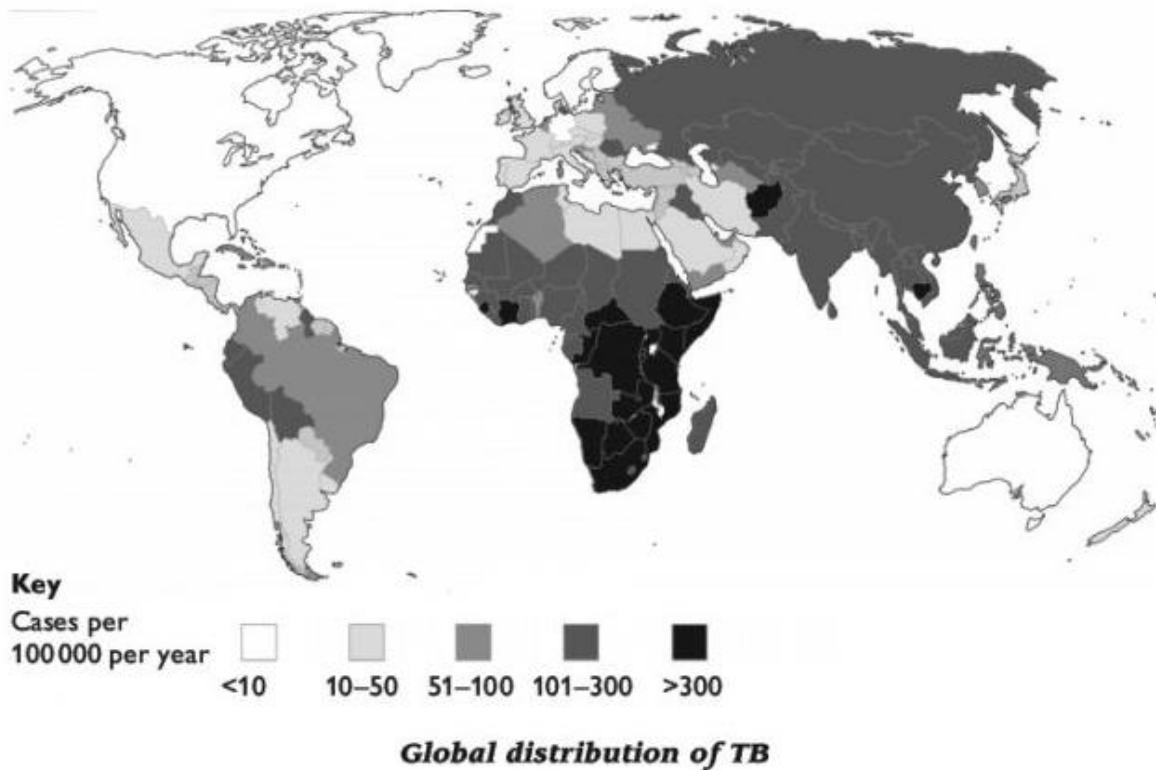 Key
Cases per
100 000 per year
<10 10–50 51–100 101–300 >300
Global distribution of TB